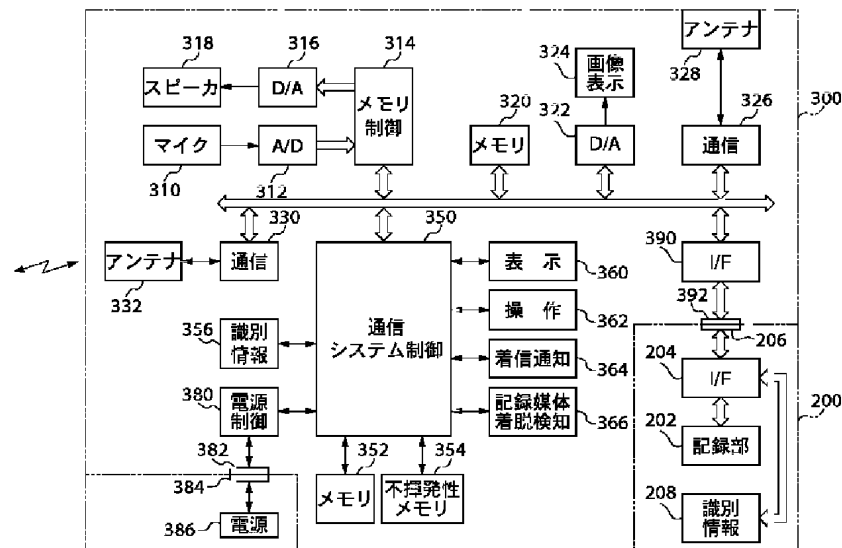 318
316
314
スピーカ
D/A
メモリ
制御
マイク
A/D
310
312
324
画像
表示
320
322
メモリ
D/A
アンテナ
328
326
通信
300
330
350
390
アンテナ
332
通信
表 示
360
I/F
392
206
操 作
362
356
識別
情報
通信
システム制御
着信通知
364
204
I/F
200
380
電源
制御
記録媒体
着脱検知
366
202
記録部
382
384
352
354
メモリ
不揮発性
メモリ
208
識別
情報
386
電源